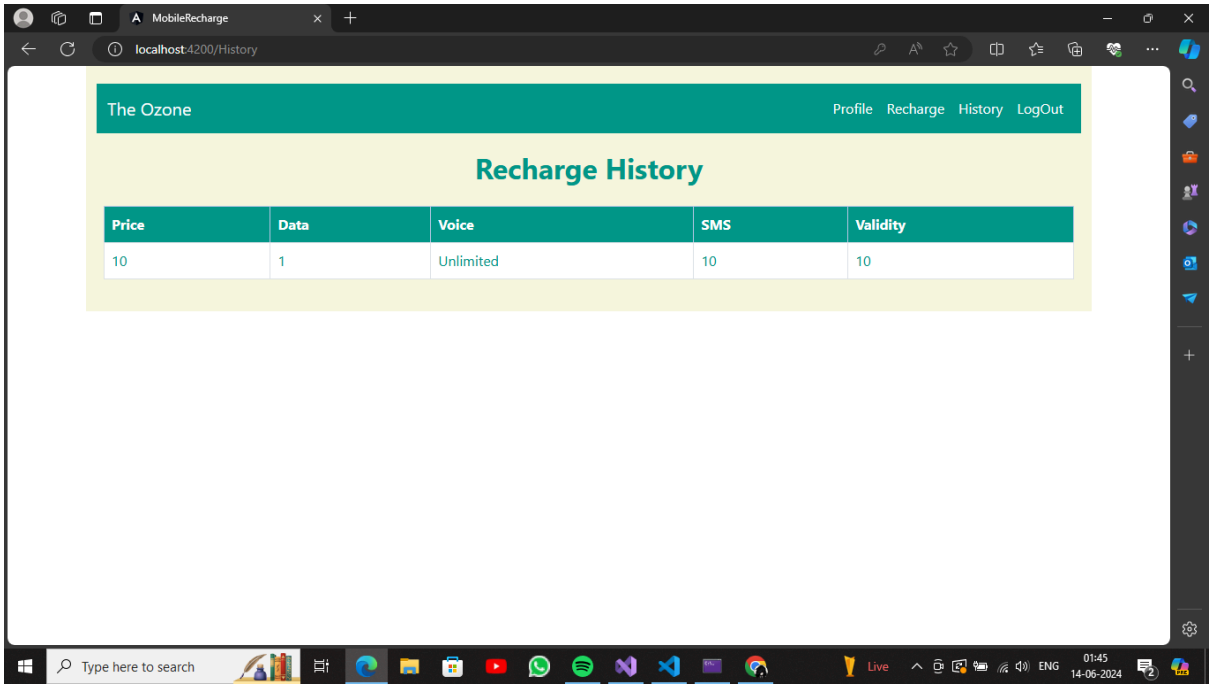 MobileRecharge
localhost:4200/History
The Ozone Profile Recharge History LogOut
Recharge History
Price Data Voice SMS Validity
10 1 Unlimited 10 10
Type here to search
Live
ENG
01:45
14-06-2024
2